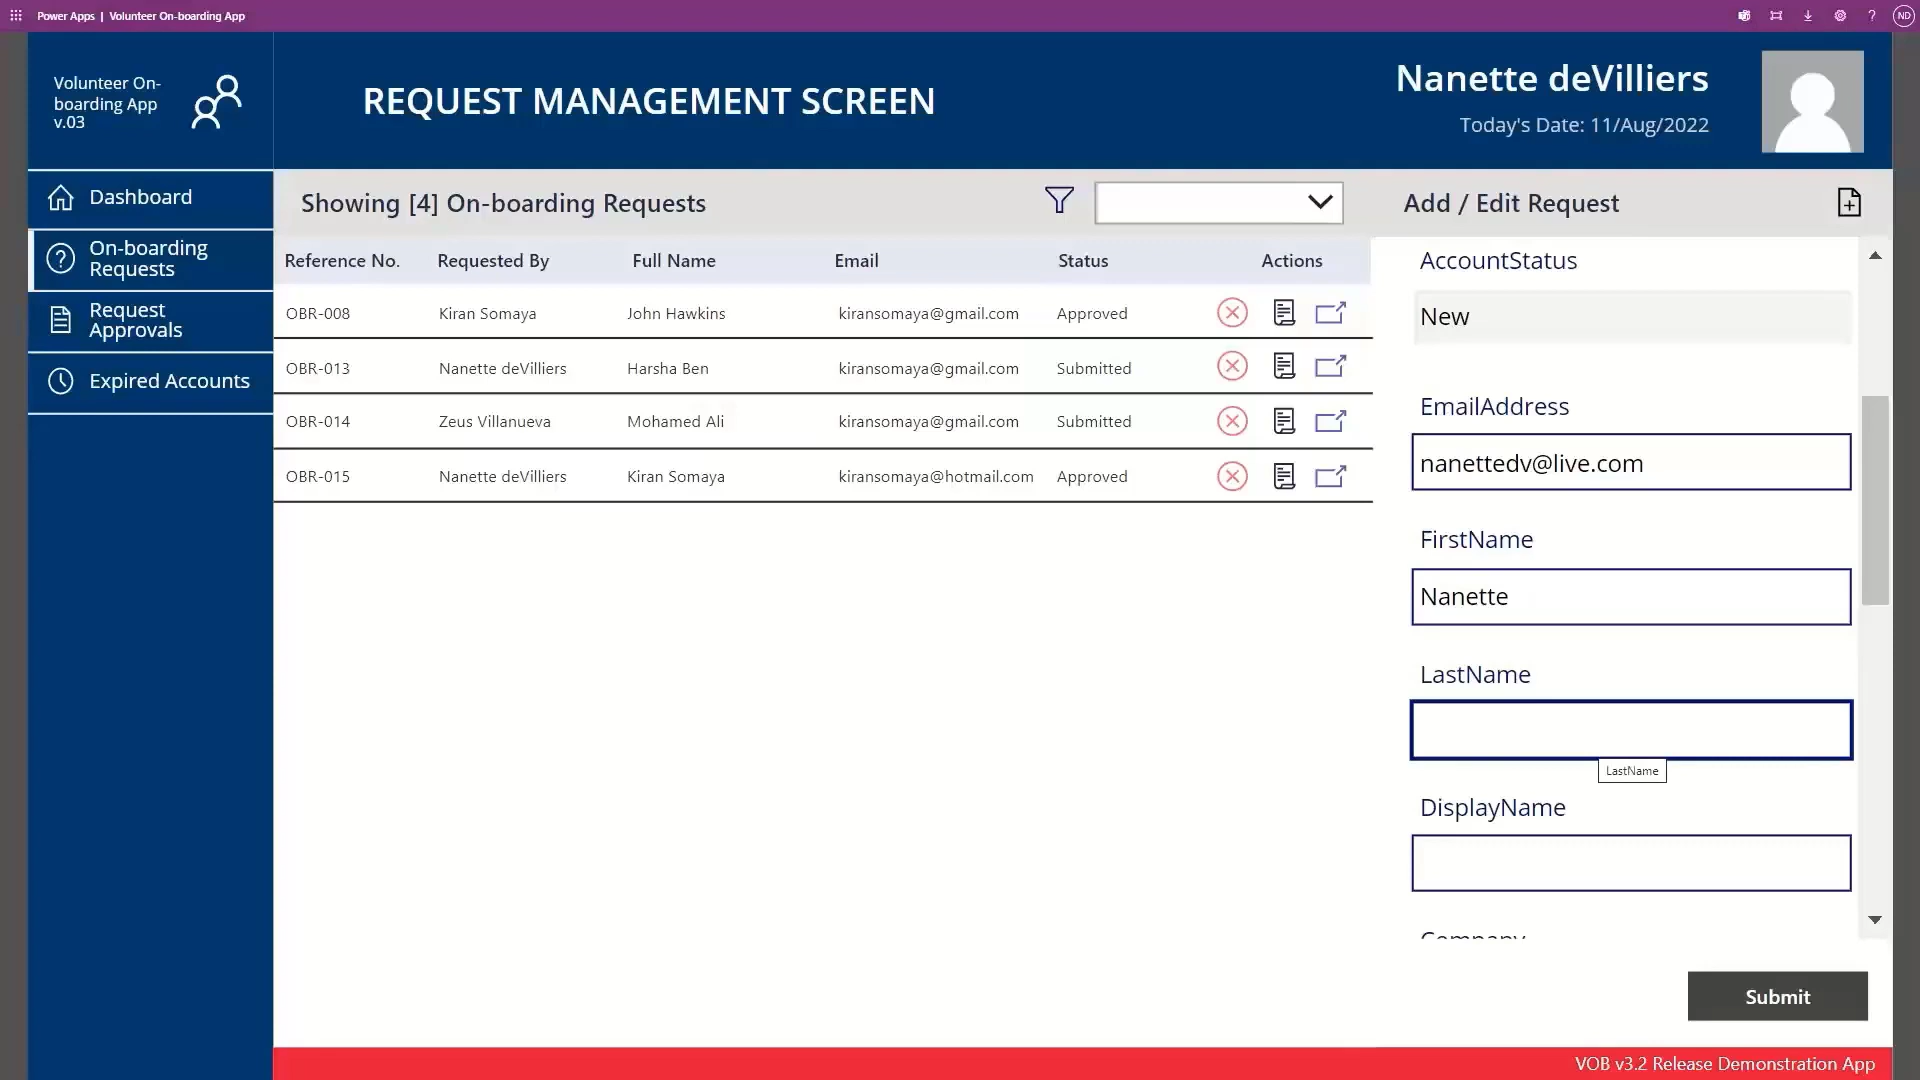 Power Apps | Volunteer On-boarding App
ND
Volunteer On-
boarding App
v.03
REQUEST MANAGEMENT SCREEN
Nanette deVilliers
Today's Date: 11/Aug/2022
Dashboard
On-boarding
Requests
Request
Approvals
Expired Accounts
Showing [4] On-boarding Requests
Reference No. Requested By Full Name Email Status Actions
OBR-008 Kiran Somaya John Hawkins kiransomaya@gmail.com Approved
OBR-013 Nanette deVilliers Harsha Ben kiransomaya@gmail.com Submitted
OBR-014 Zeus Villanueva Mohamed Ali kiransomaya@gmail.com Submitted
OBR-015 Nanette deVilliers Kiran Somaya kiransomaya@hotmail.com Approved
Add / Edit Request
AccountStatus
New
EmailAddress
nanettedv@live.com
FirstName
Nanette
LastName
LastName
DisplayName
Company
Submit
VOB v3.2 Release Demonstration App